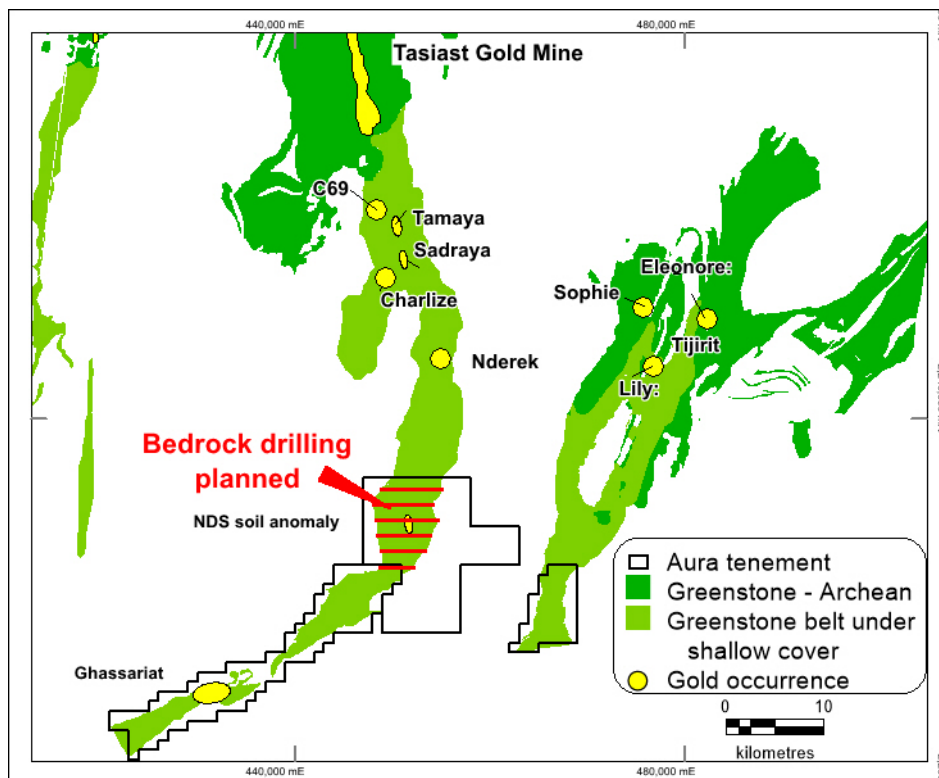 440,000 mE
480,000 mE
Tasiast Gold Mine
C69
Tamaya
Sadraya
Charlize
Eleonore:
Sophie
Tijirit
Lily:
Nderek
Bedrock drilling
planned
NDS soil anomaly
Ghassariat
Aura tenement
Greenstone - Archean
Greenstone belt under
shallow cover
Gold occurrence
0 10
kilometres
440,000 mE
480,000 mE